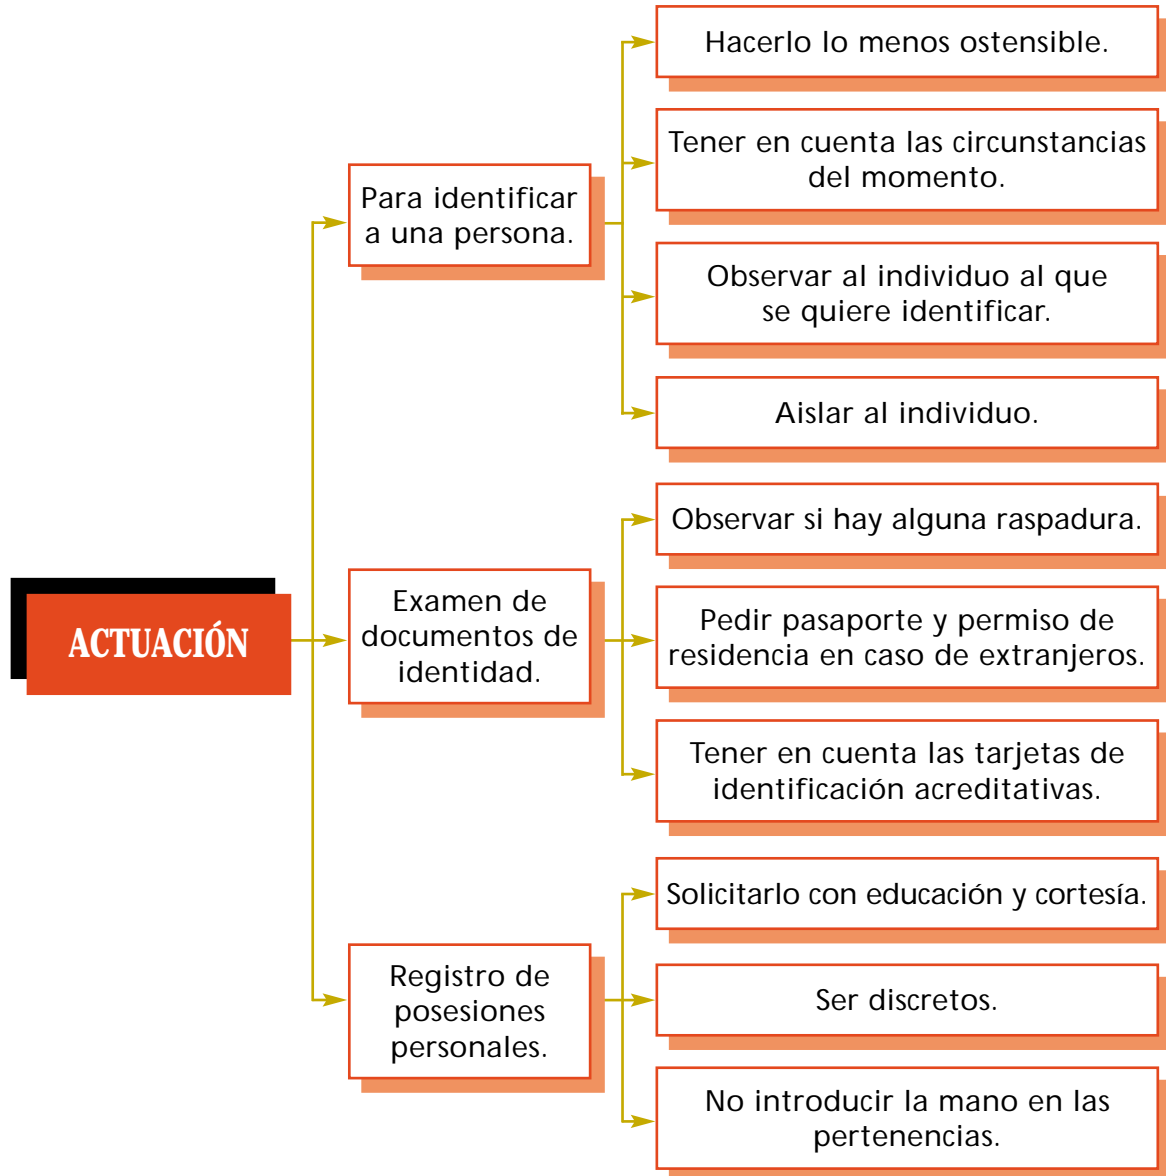 ACTUACIÓN
Para identificar
a una persona.
Hacerlo lo menos ostensible.
Tener en cuenta las circunstancias
del momento.
Observar al individuo al que
se quiere identificar.
Aislar al individuo.
Examen de
documentos de
identidad.
Observar si hay alguna raspadura.
Pedir pasaporte y permiso de
residencia en caso de extranjeros.
Tener en cuenta las tarjetas de
identificación acreditativas.
Registro de
posesiones
personales.
Solicitarlo con educación y cortesía.
Ser discretos.
No introducir la mano en las
pertenencias.